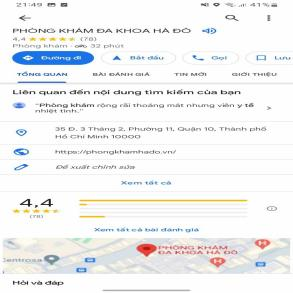 21:49
41%
PHÒNG KHÁM ĐA KHOA HÀ ĐÔ
4,4 (78)
Phòng khám · 32 phút
Đường đi
Bắt đầu
Gọi
Lưu
TỔNG QUAN
BÀI ĐÁNH GIÁ
TIN MỚI
GIỚI THIỆU
Liên quan đến nội dung tìm kiếm của bạn
"Phòng khám rộng rãi thoáng mát nhưng viên y tế
nhiệt tình."
35 Đ. 3 Tháng 2, Phường 11, Quận 10, Thành phố
Hồ Chí Minh 10000
https://phongkhamhado.vn/
Đề xuất chỉnh sửa
Xem tất cả
4,4
(78)
Xem tất cả bài đánh giá
PHÒNG KHÁM
ĐA KHOA HÀ ĐÔ
Centrosa
Hỏi và đáp